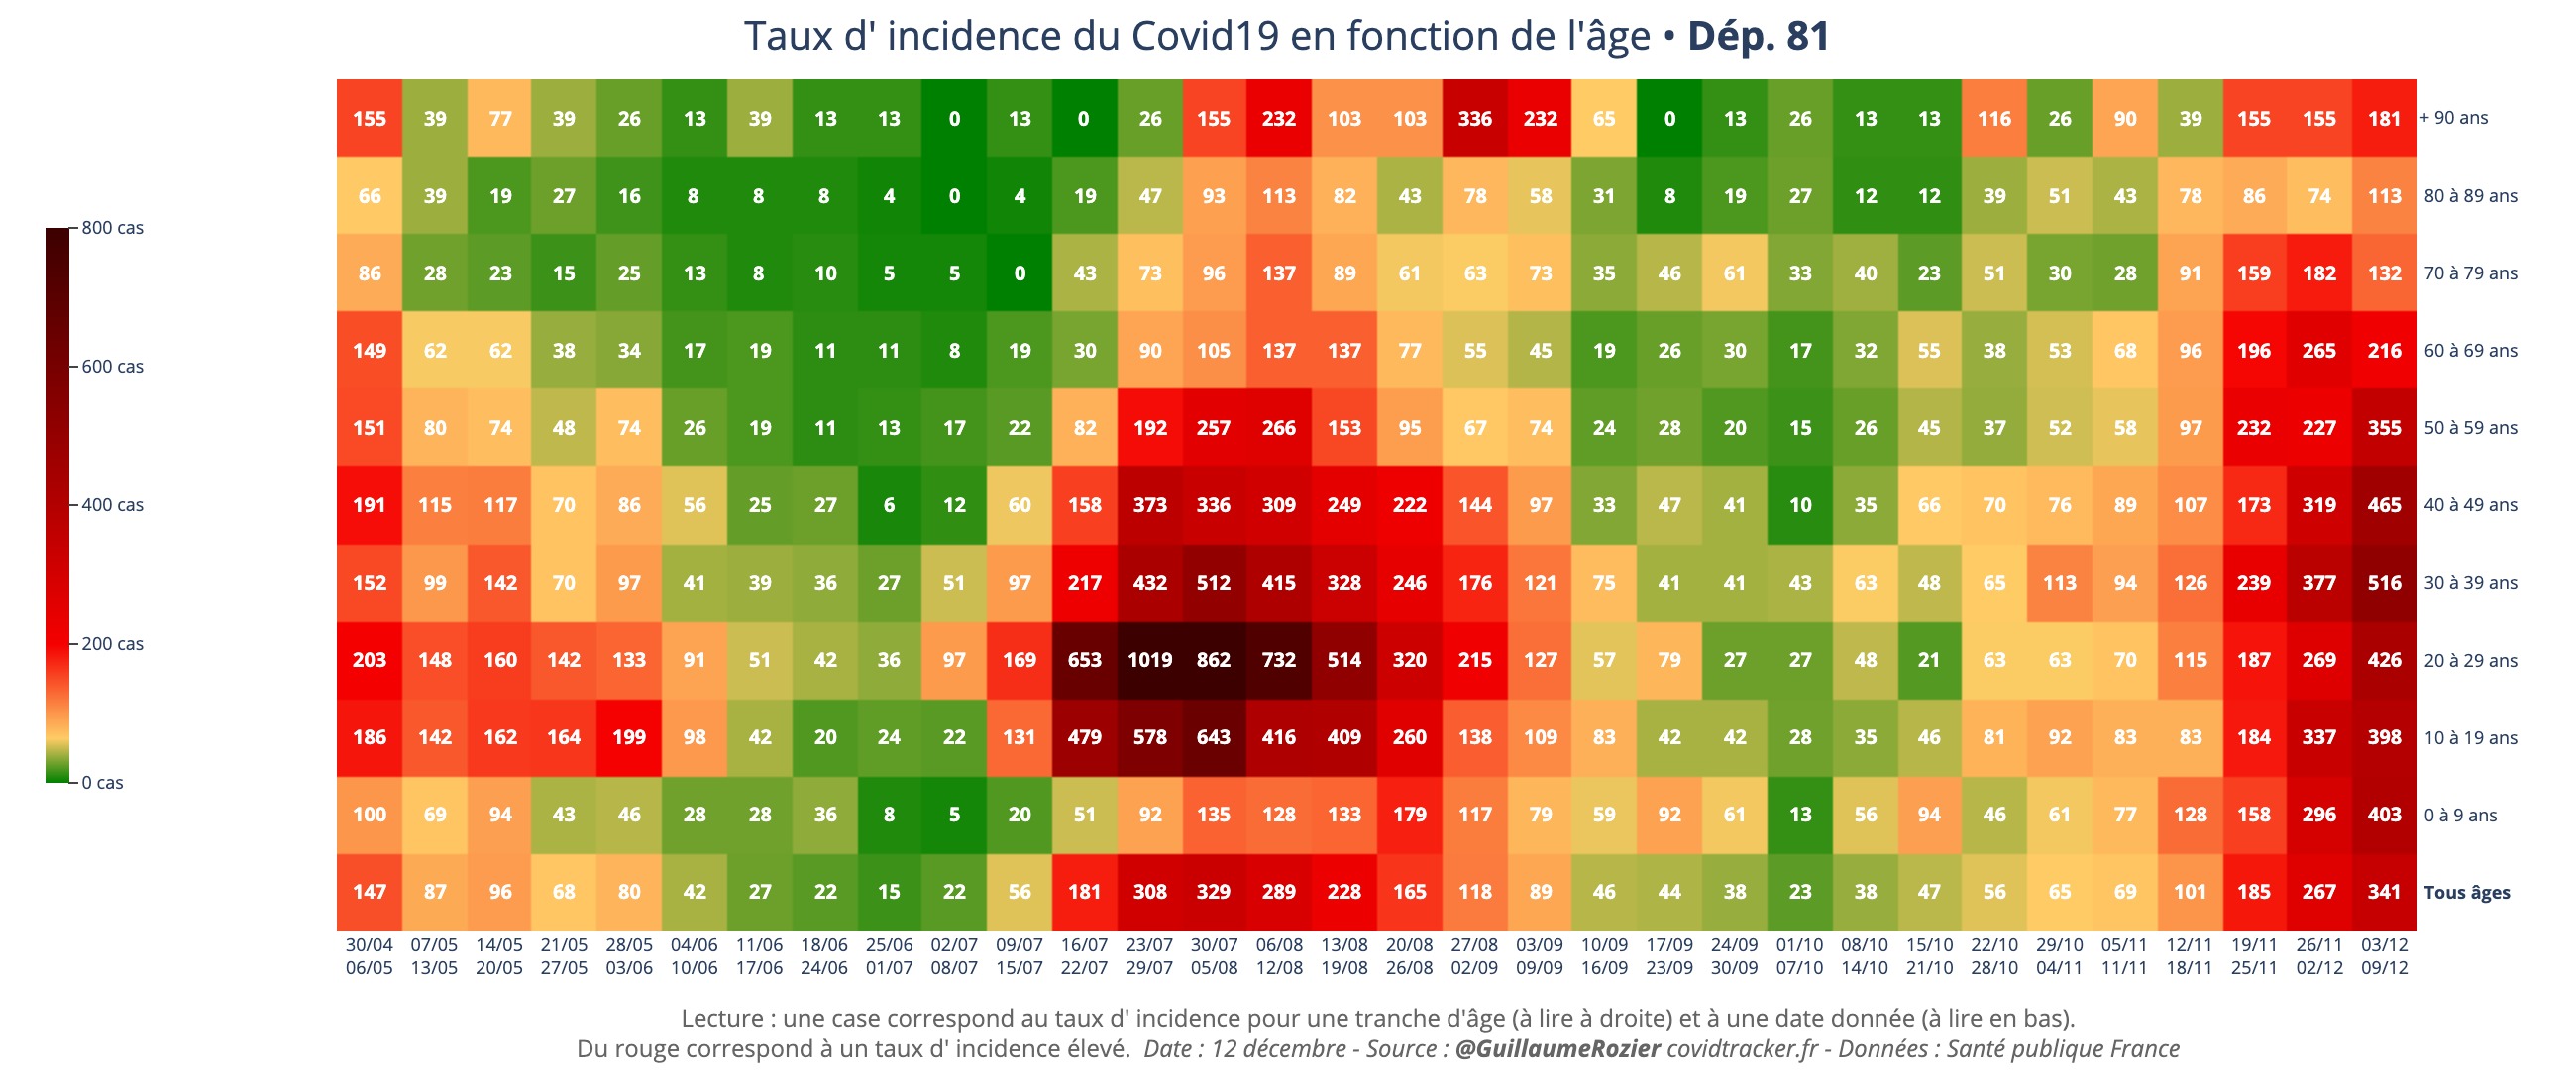 Taux d' incidence du Covid19 en fonction de l'âge • Dép. 81
800 cas
600 cas
400 cas
200 cas
0 cas
155 39 77 39 26 13 39 13 13 0 13 0 26 155 232 103 103 336 232 65 0 13 26 13 13 116 26 90 39 155 155 181 + 90 ans
66 39 19 27 16 8 8 8 4 0 4 19 47 93 113 82 43 78 58 31 8 19 27 12 12 39 51 43 78 86 74 113 80 à 89 ans
86 28 23 15 25 13 8 10 5 5 0 43 73 96 137 89 61 63 73 35 46 61 33 40 23 51 30 28 91 159 182 132 70 à 79 ans
149 62 62 38 34 17 19 11 11 8 19 30 90 105 137 137 77 55 45 19 26 30 17 32 55 38 53 68 96 196 265 216 60 à 69 ans
151 80 74 48 74 26 19 11 13 17 22 82 192 257 266 153 95 67 74 24 28 20 15 26 45 37 52 58 97 232 227 355 50 à 59 ans
191 115 117 70 86 56 25 27 6 12 60 158 373 336 309 249 222 144 97 33 47 41 10 35 66 70 76 89 107 173 319 465 40 à 49 ans
152 99 142 70 97 41 39 36 27 51 97 217 432 512 415 328 246 176 121 75 41 41 43 63 48 65 113 94 126 239 377 516 30 à 39 ans
203 148 160 142 133 91 51 42 36 97 169 653 1019 862 732 514 320 215 127 57 79 27 27 48 21 63 63 70 115 187 269 426 20 à 29 ans
186 142 162 164 199 98 42 20 24 22 131 479 578 643 416 409 260 138 109 83 42 42 28 35 46 81 92 83 83 184 337 398 10 à 19 ans
100 69 94 43 46 28 28 36 8 5 20 51 92 135 128 133 179 117 79 59 92 61 13 56 94 46 61 77 128 158 296 403 0 à 9 ans
147 87 96 68 80 42 27 22 15 22 56 181 308 329 289 228 165 118 89 46 44 38 23 38 47 56 65 69 101 185 267 341 Tous âges
30/04 07/05 14/05 21/05 28/05 04/06 11/06 18/06 25/06 02/07 09/07 16/07 23/07 30/07 06/08 13/08 20/08 27/08 03/09 10/09 17/09 24/09 01/10 08/10 15/10 22/10 29/10 05/11 12/11 19/11 26/11 03/12
06/05 13/05 20/05 27/05 03/06 10/06 17/06 24/06 01/07 08/07 15/07 22/07 29/07 05/08 12/08 19/08 26/08 02/09 09/09 16/09 23/09 30/09 07/10 14/10 21/10 28/10 04/11 11/11 18/11 25/11 02/12 09/12
Lecture : une case correspond au taux d' incidence pour une tranche d'âge (à lire à droite) et à une date donnée (à lire en bas).
Du rouge correspond à un taux d' incidence élevé. Date : 12 décembre - Source : @GuillaumeRozier covidtracker.fr - Données : Santé publique France